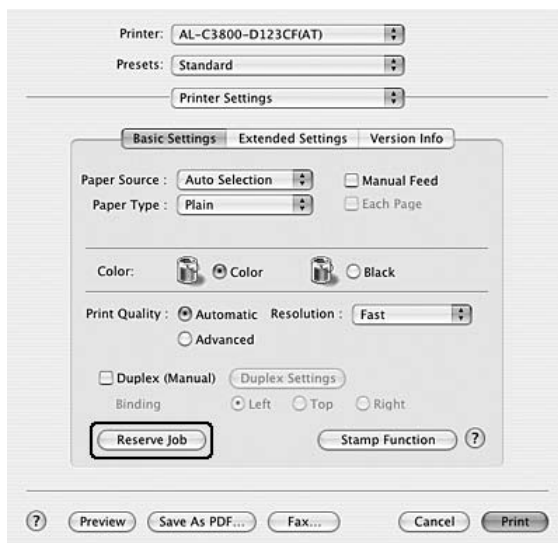 Printer: AL-C3800-D123CF(AT)
Presets: Standard
Printer Settings
Basic Settings Extended Settings Version Info
Paper Source : Auto Selection Manual Feed
Paper Type : Plain Each Page
Color: Color Black
Print Quality : Automatic Resolution : Fast
Advanced
Duplex (Manual) Duplex Settings
Binding Left Top Right
Reserve Job Stamp Function ?
? Preview Save As PDF... Fax... Cancel Print